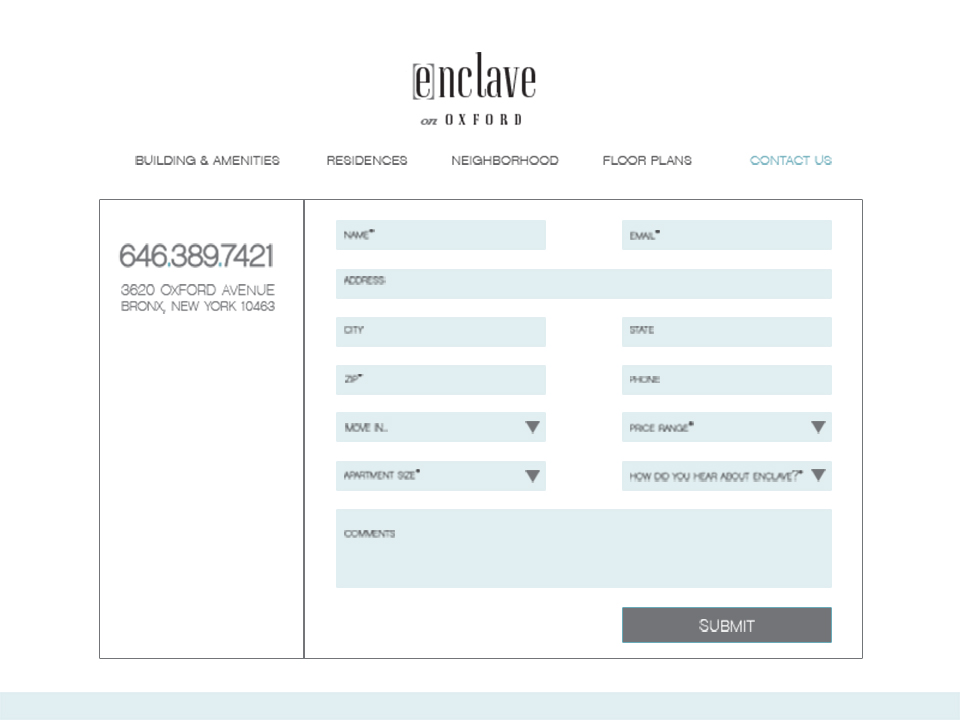 [e]nclave
on OXFORD
BUILDING & AMENITIES RESIDENCES NEIGHBORHOOD FLOOR PLANS CONTACT US
646.389.7421
3620 OXFORD AVENUE
BRONX, NEW YORK 10463
NAME* EMAIL*
ADDRESS
CITY STATE
ZIP* PHONE
MOVE IN... PRICE RANGE*
APARTMENT SIZE* HOW DID YOU HEAR ABOUT ENCLAVE?*
COMMENTS
SUBMIT